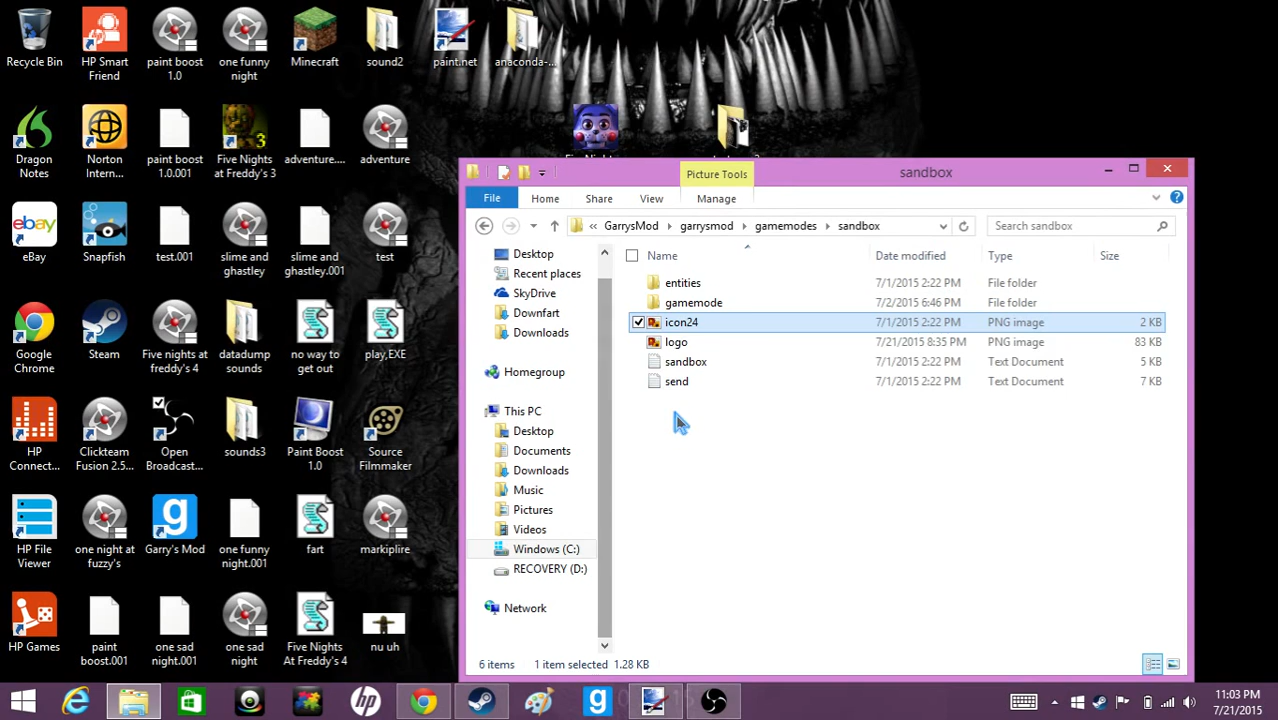 Recycle Bin
HP Smart
Friend
paint boost
1.0
one funny
night
Minecraft
sound2
paint.net
anaconda-...
Dragon
Notes
Norton
Intern...
paint boost
1.0.001
3
Five Nights
at Freddy's 3
adventure....
adventure
ebay
eBay
Snapfish
test.001
slime and
ghastley
slime and
ghastley.001
test
Google
Chrome
Steam
Five nights at
freddy's 4
datafart
sounds
no way to
get out
play,EXE
HP
Connect...
Clickteam
Fusion 2.5...
Open
Broadcast...
sounds3
Paint Boost
1.0
Source
Filmmaker
HP File
Viewer
one night at
fuzzy's
g
Garry's Mod
one funny
night.001
fart
markiplire
HP Games
paint
boost.001
one sad
night.001
one sad
night
Five Nights
At Freddy's 4
nu uh
Picture Tools
sandbox
File
Home
Share
View
Manage
« GarrysMod garrysmod gamemodes sandbox
Search sandbox
Name
Date modified
Type
Size
entities 7/1/2015 2:22 PM File folder
gamemode 7/2/2015 6:46 PM File folder
icon24 7/1/2015 2:22 PM PNG image 2 KB
logo 7/21/2015 8:35 PM PNG image 83 KB
sandbox 7/1/2015 2:22 PM Text Document 5 KB
send 7/1/2015 2:22 PM Text Document 7 KB
Desktop
Recent places
SkyDrive
Downfart
Downloads
Homegroup
This PC
Desktop
Documents
Downloads
Music
Pictures
Videos
Windows (C:)
RECOVERY (D:)
Network
6 items 1 item selected 1.28 KB
hp
g
11:03 PM
7/21/2015